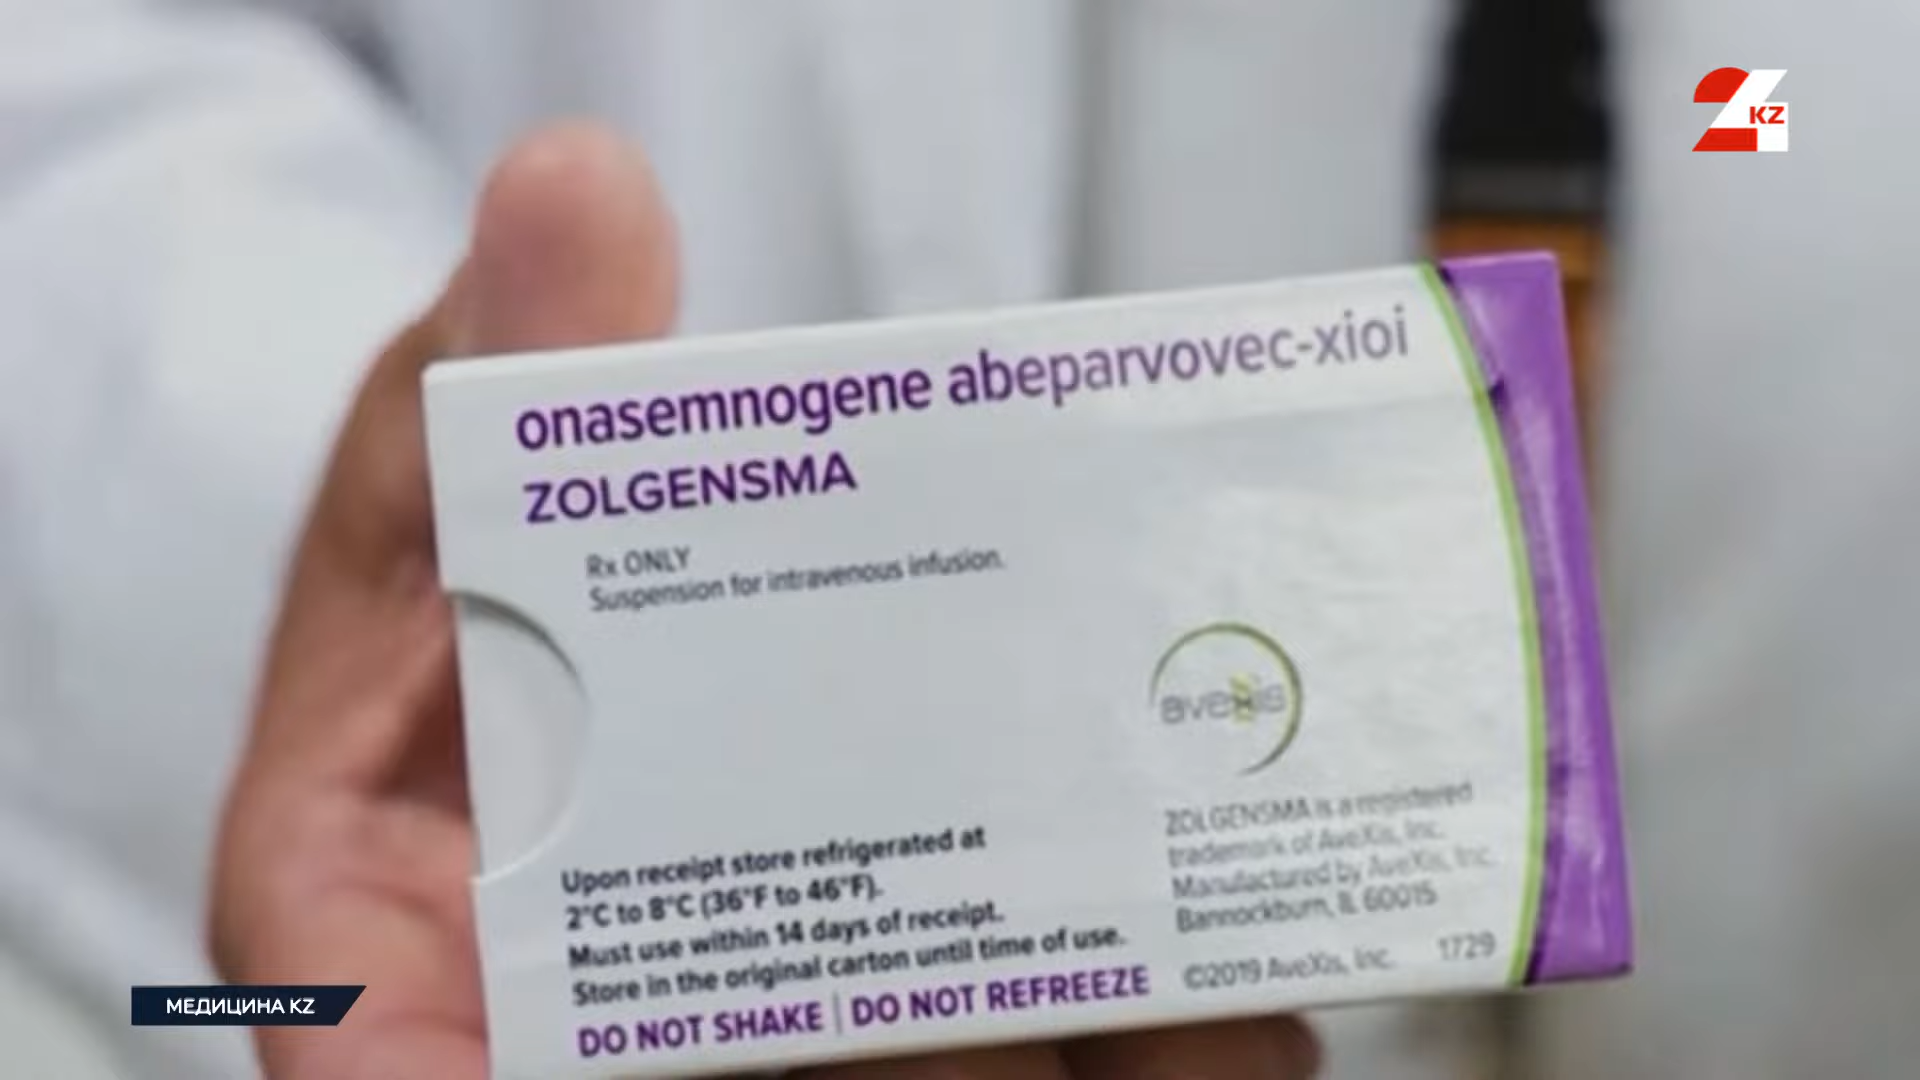 24
KZ
onasemnogene abeparvovec-xioi
ZOLGENSMA
Rx ONLY
Suspension for intravenous infusion.
avexis
Upon receipt store refrigerated at
2°C to 8°C (36°F to 46°F).
Must use within 14 days of receipt.
Store in the original carton until time of use.
DO NOT SHAKE | DO NOT REFREEZE
ZOLGENSMA is a registered
trademark of AveXis, Inc.
Manufactured by AveXis, Inc.
Bannockburn, IL 60015
©2019 AveXis, Inc. 1729
МЕДИЦИНА KZ